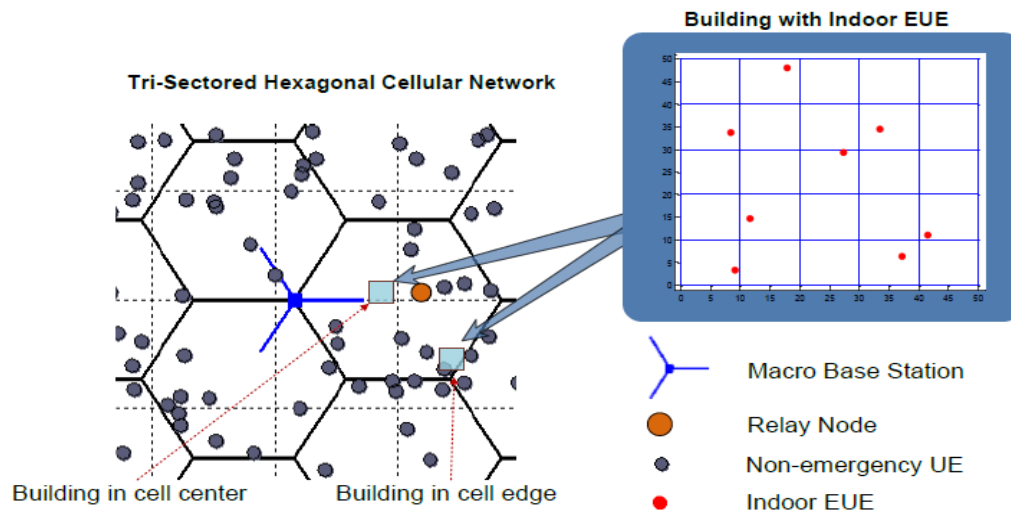 Building with Indoor EUE
Tri-Sectored Hexagonal Cellular Network
50
45
40
35
30
25
20
15
10
5
0
0 5 10 15 20 25 30 35 40 45 50
Macro Base Station
Relay Node
Non-emergency UE
Indoor EUE
Building in cell center
Building in cell edge